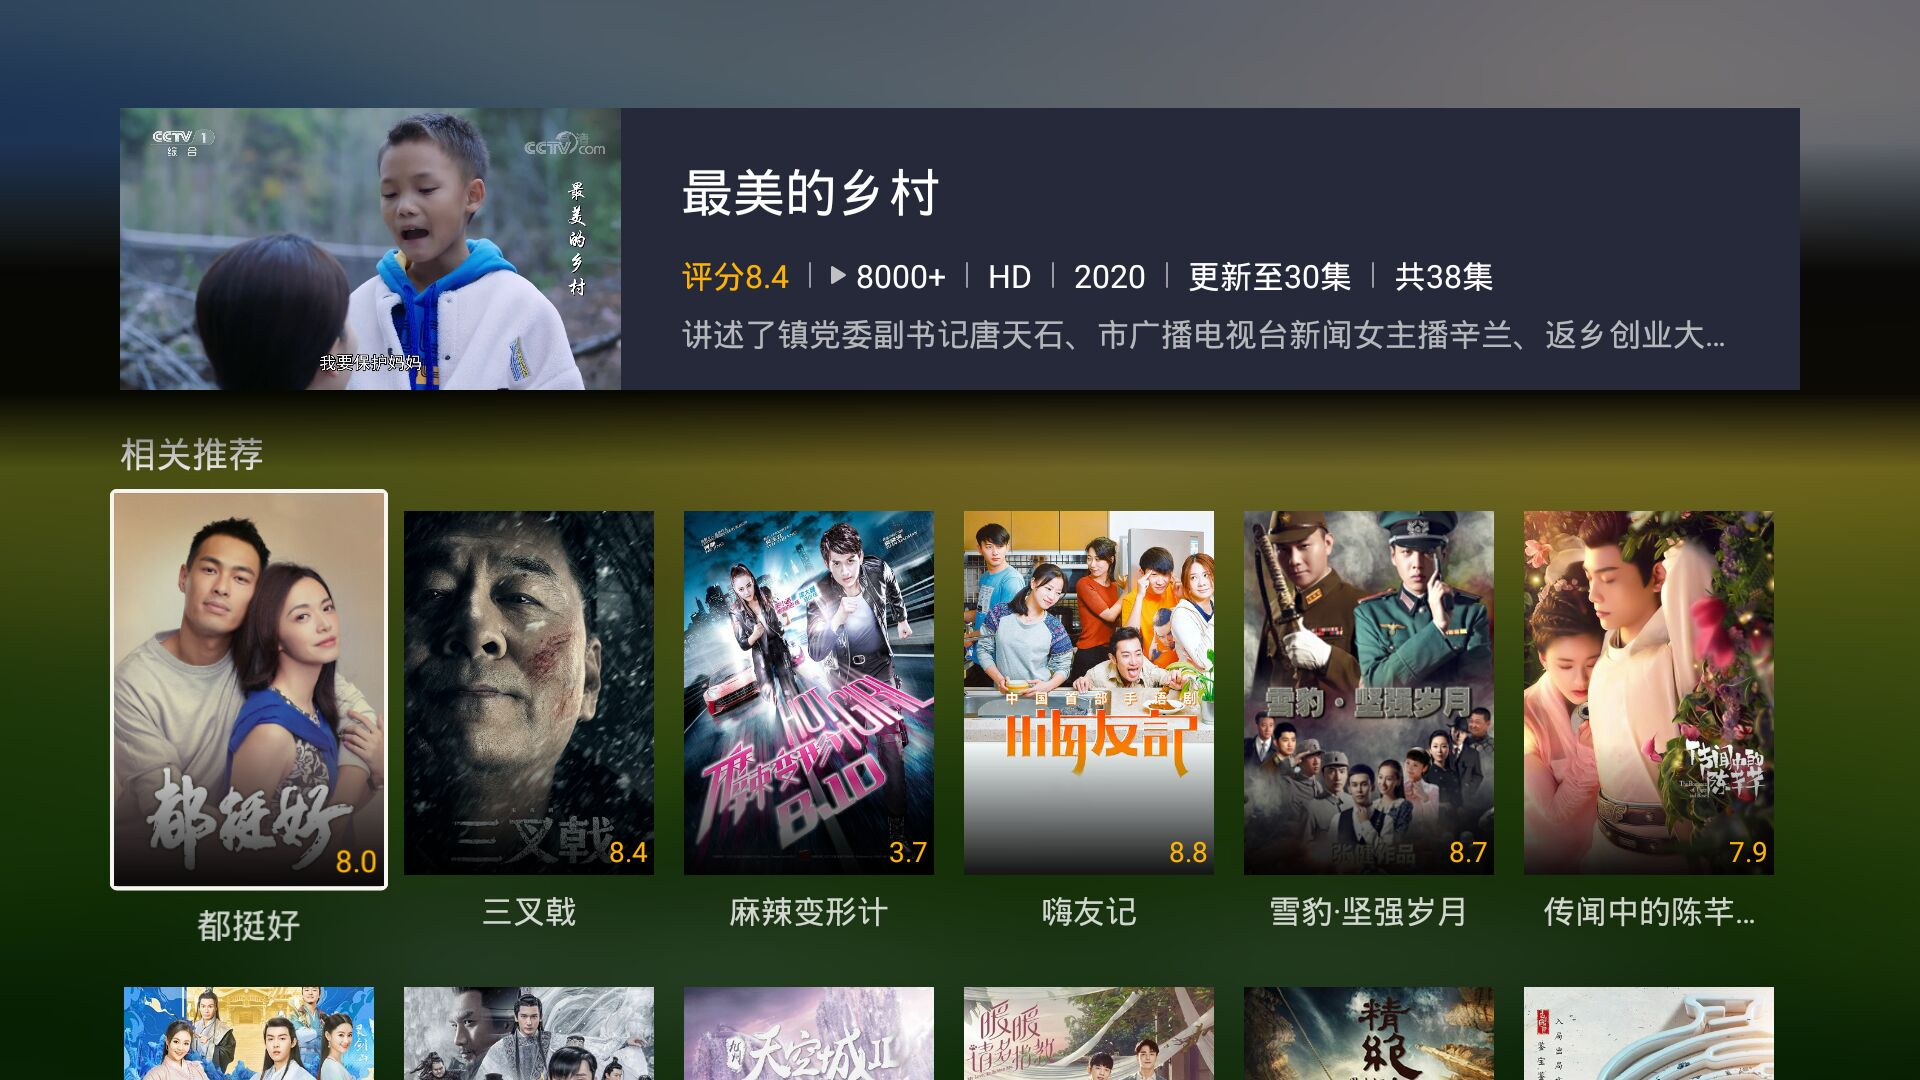 CCTV 1
综合
CCTV.com
最美的乡村
我要保护妈妈
最美的乡村
评分8.4 | 8000+ | HD | 2020 | 更新至30集 | 共38集
讲述了镇党委副书记唐天石、市广播电视台新闻女主播辛兰、返乡创业大...
相关推荐
都挺好
8.0
三叉戟
8.4
HOT GIRL
麻辣变形计
8.10
3.7
中国首部手语剧
嗨友記
8.8
雪豹·坚强岁月
张健作品
8.7
传闻中的陈芊芊
7.9
都挺好
三叉戟
麻辣变形计
嗨友记
雪豹·坚强岁月
传闻中的陈芊...
九州天空城II
暖暖请多指教
精绝